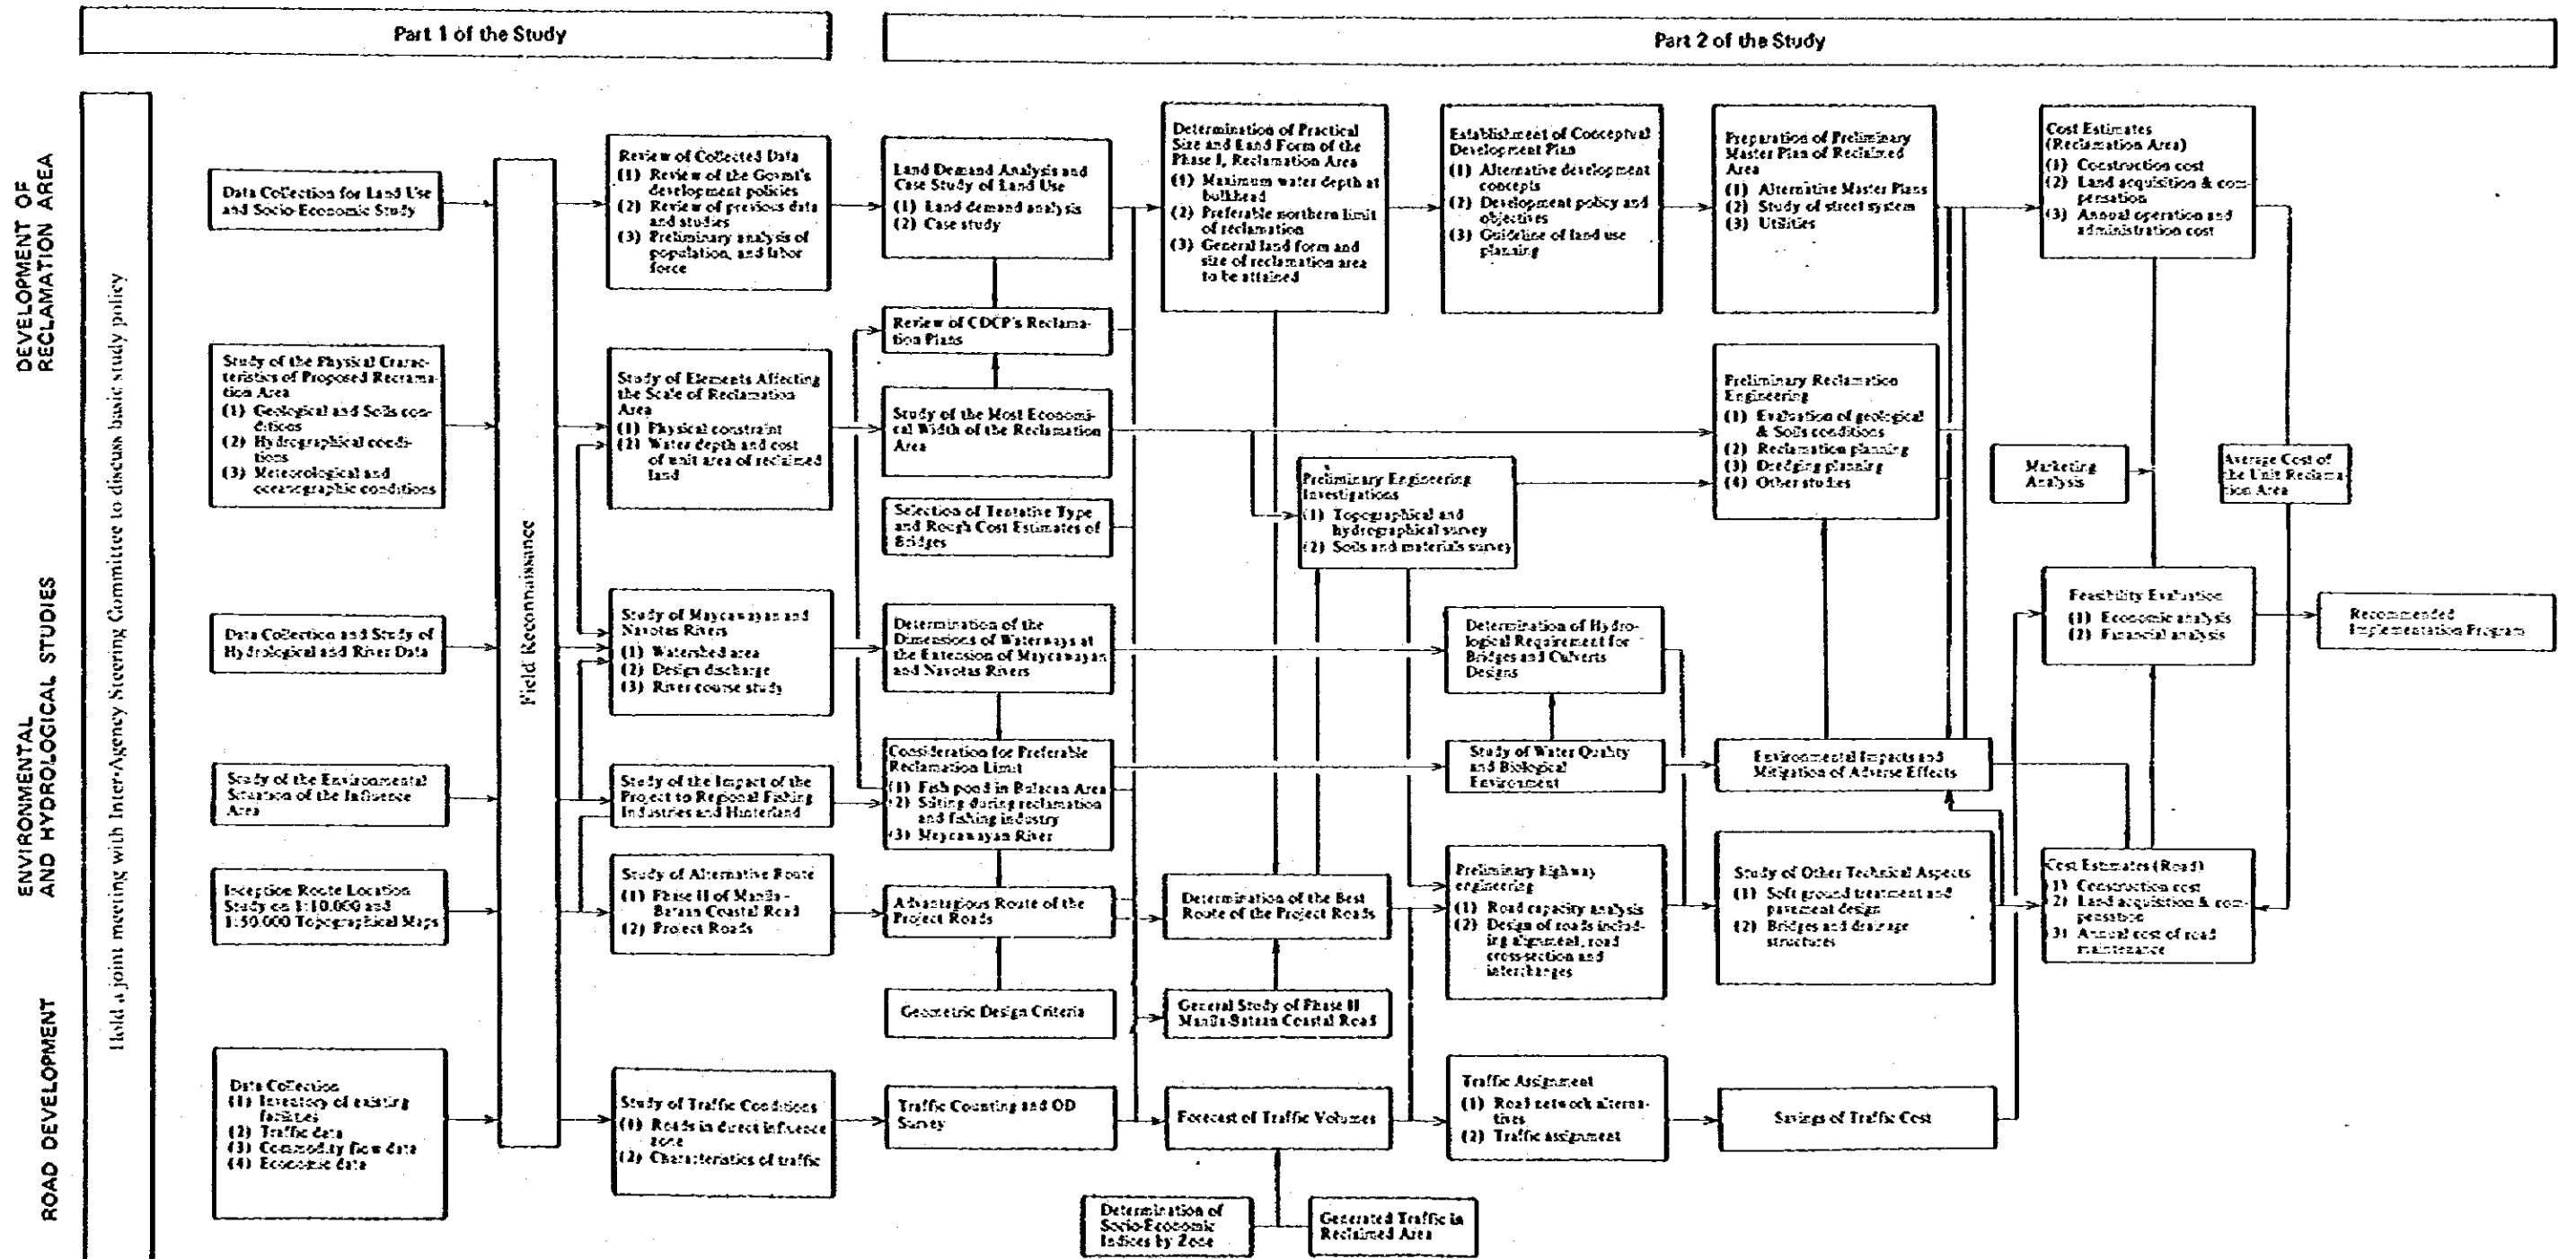 Part 1 of the Study
Part 2 of the Study
DEVELOPMENT OF
RECLAMATION AREA
ENVIRONMENTAL
AND HYDROLOGICAL STUDIES
ROAD DEVELOPMENT
Hold a joint meeting with Inter-Agency Steering Committee to discuss basic study policy
Data Collection for Land Use
and Socio-Economic Study
Study of the Physical Charac-
teristics of Proposed Recrama-
tion Area
(1) Geological and Soils con-
ditions
(2) Hydrographical condi-
tions
(3) Meteorological and
oceanographic conditions
Data Collection and Study of
Hydrological and River Data
Study of the Environmental
Situation of the Influence
Area
Inception Route Location
Study on 1:10,000 and
1:50,000 Topographical Maps
Data Collection
(1) Inventory of existing
facilities
(2) Traffic data
(3) Commodity flow data
(4) Economic data
Field Reconnaissance
Review of Collected Data
(1) Review of the Govnt's
development policies
(2) Review of previous data
and studies
(3) Preliminary analysis of
population, and labor
force
Study of Elements Affecting
the Scale of Reclamation
Area
(1) Physical constraint
(2) Water depth and cost
of unit area of reclaimed
land
Study of Maycawayan and
Navotas Rivers
(1) Watershed area
(2) Design discharge
(3) River course study
Study of the Impact of the
Project to Regional Fishing
Industries and Hinterland
Study of Alternative Route
(1) Phase II of Manila-
Bataan Coastal Road
(2) Project Roads
Study of Traffic Conditions
(1) Roads in direct influence
zone
(2) Characteristics of traffic
Land Demand Analysis and
Case Study of Land Use
(1) Land demand analysis
(2) Case study
Review of CDCP's Reclama-
tion Plans
Study of the Most Economi-
cal Width of the Reclamation
Area
Selection of Tentative Type
and Rough Cost Estimates of
Bridges
Determination of the
Dimensions of Waterways at
the Extension of Maycawayan
and Navotas Rivers
Consideration for Preferable
Reclamation Limit
(1) Fish pond in Bulacan Area
(2) Silting during reclamation
and fishing industry
(3) Meycawayan River
Advantagious Route of the
Project Roads
Geometric Design Criteria
Traffic Counting and OD
Survey
Determination of Practical
Size and Land Form of the
Phase I, Reclamation Area
(1) Maximum water depth at
bulkhead
(2) Preferable northern limit
of reclamation
(3) General land form and
size of reclamation area
to be attained
Preliminary Engineering
Investigations
(1) Topographical and
hydrographical survey
(2) Soils and materials survey
Determination of the Best
Route of the Project Roads
General Study of Phase II
Manila-Bataan Coastal Road
Forecast of Traffic Volumes
Determination of
Socio-Economic
Indices by Zone
Generated Traffic in
Reclaimed Area
Establishment of Conceptual
Development Plan
(1) Alternative development
concepts
(2) Development policy and
objectives
(3) Guideline of land use
planning
Determination of Hydro-
logical Requirement for
Bridges and Culverts
Designs
Study of Water Quality
and Biological
Environment
Preliminary highway
engineering
(1) Road capacity analysis
(2) Design of roads includ-
ing alignment, road
cross-section and
interchanges
Traffic Assignment
(1) Road network alterna-
tives
(2) Traffic assignment
Preparation of Preliminary
Master Plan of Reclaimed
Area
(1) Alternative Master Plans
(2) Study of street system
(3) Utilities
Preliminary Reclamation
Engineering
(1) Evaluation of geological
& Soils conditions
(2) Reclamation planning
(3) Dredging planning
(4) Other studies
Environmental Impacts and
Mitigation of Adverse Effects
Study of Other Technical Aspects
(1) Soft ground treatment and
pavement design
(2) Bridges and drainage
structures
Savings of Traffic Cost
Cost Estimates
(Reclamation Area)
(1) Construction cost
(2) Land acquisition & com-
pensation
(3) Annual operation and
administration cost
Marketing
Analysis
Average Cost of
the Unit Reclama-
tion Area
Feasibility Evaluation
(1) Economic analysis
(2) Financial analysis
Recommended
Implementation Program
Cost Estimates (Road)
(1) Construction cost
(2) Land acquisition & com-
pensation
(3) Annual cost of road
maintenance